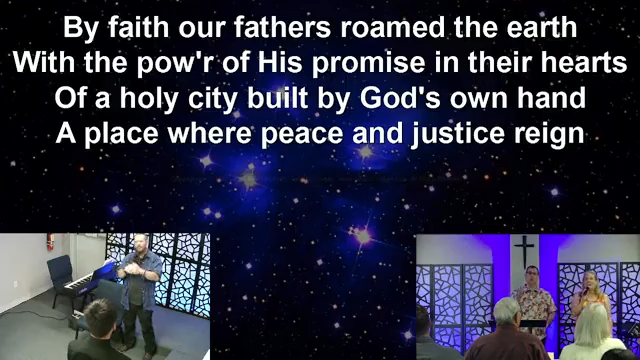 By faith our fathers roamed the earth
With the pow'r of His promise in their hearts
Of a holy city built by God's own hand
A place where peace and justice reign